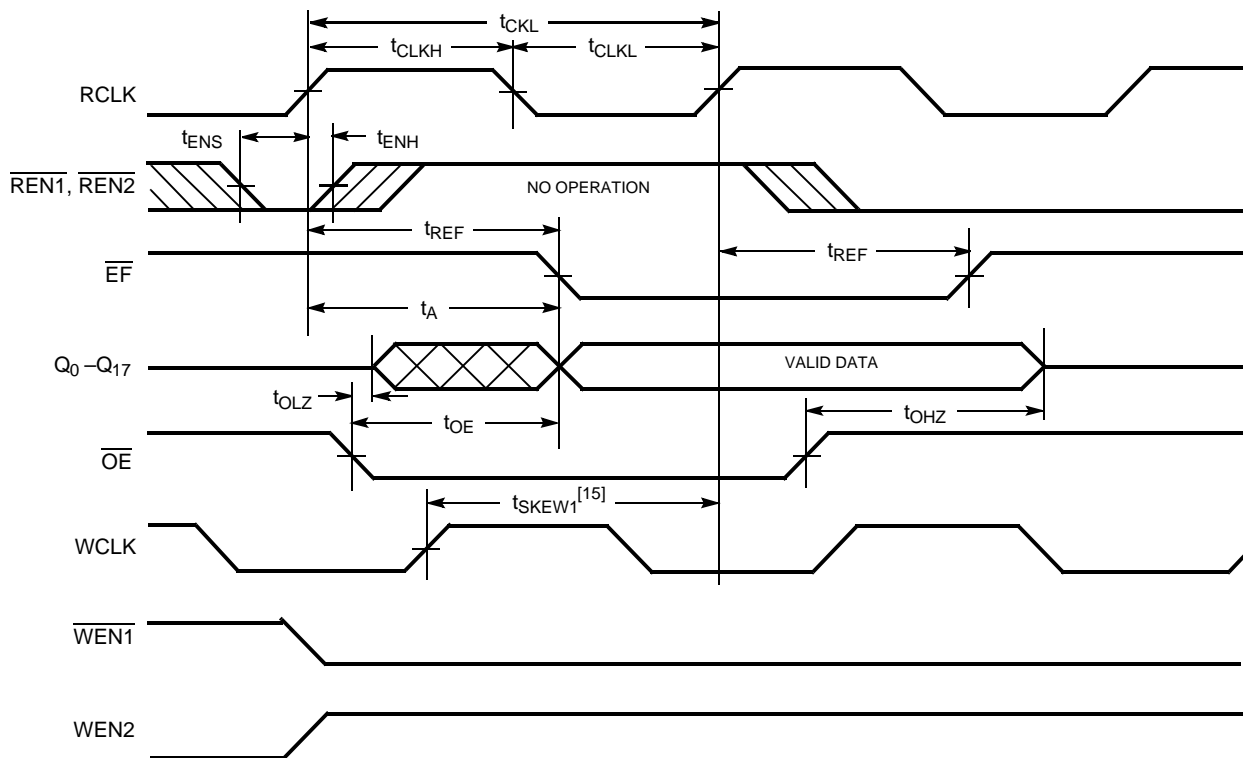 tCKL
tCLKH tCLKL
RCLK
tENS tENH
REN1, REN2
NO OPERATION
tREF
tREF
EF
tA
Q0 –Q17
VALID DATA
tOLZ
tOE
tOHZ
OE
tSKEW1[15]
WCLK
WEN1
WEN2